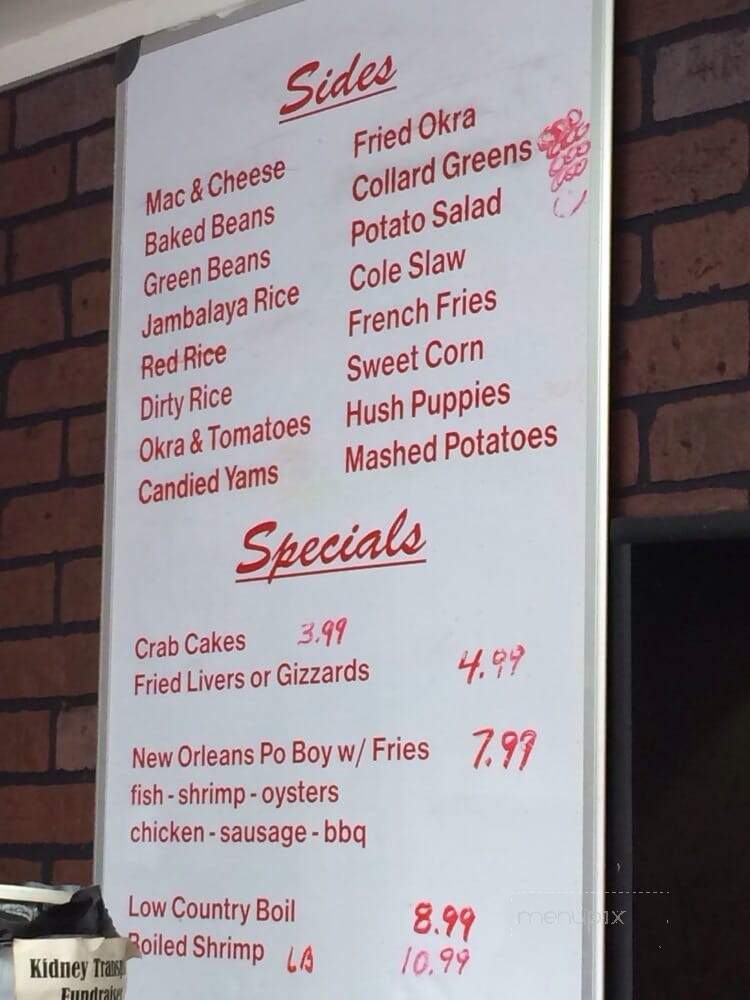 Sides
Mac & Cheese
Baked Beans
Green Beans
Jambalaya Rice
Red Rice
Dirty Rice
Okra & Tomatoes
Candied Yams
Fried Okra
Collard Greens
Potato Salad
Cole Slaw
French Fries
Sweet Corn
Hush Puppies
Mashed Potatoes
Specials
Crab Cakes 3.99
Fried Livers or Gizzards 4.99
New Orleans Po Boy w/ Fries 7.99
fish - shrimp - oysters
chicken - sausage - bbq
Low Country Boil 8.99
Boiled Shrimp LB 10.99
menupix
Kidney